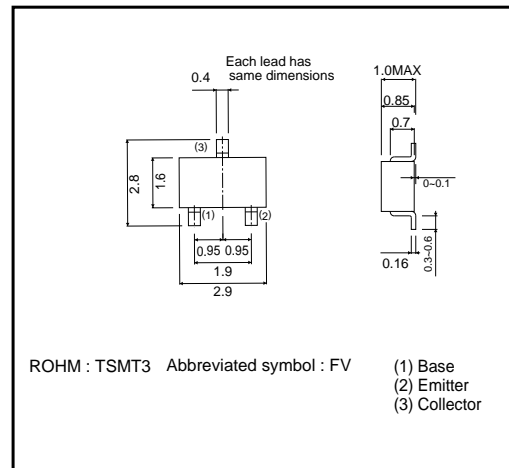 Each lead has
same dimensions
0.4
(3)
2.8
1.6
(1)
(2)
0.95
0.95
1.9
2.9
1.0MAX
0.85
0.7
0~0.1
0.16
0.3~0.6
ROHM : TSMT3 Abbreviated symbol : FV
(1) Base
(2) Emitter
(3) Collector